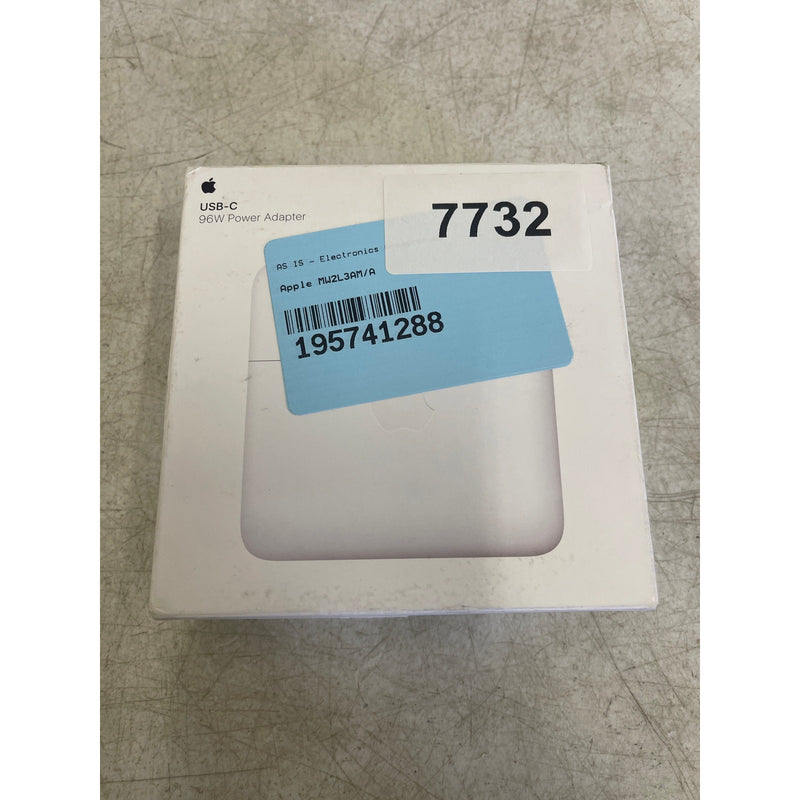 USB-C
96W Power Adapter
7732
AS IS - Electronics
Apple MW2L3AM/A
195741288